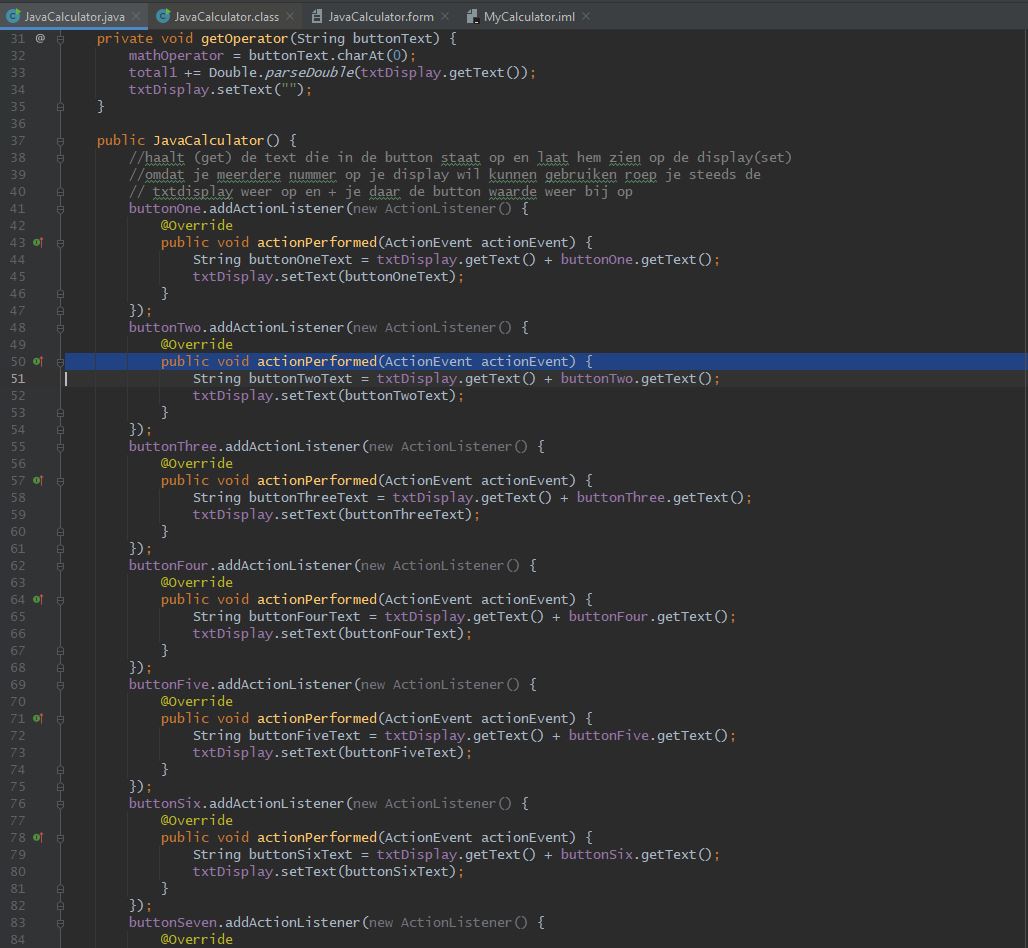 JavaCalculator.java × JavaCalculator.class × JavaCalculator.form × MyCalculator.iml ×
31 @ private void getOperator(String buttonText) {
32 mathOperator = buttonText.charAt(0);
33 total1 += Double.parseDouble(txtDisplay.getText());
34 txtDisplay.setText("");
35 }
36
37 public JavaCalculator() {
38 //haalt (get) de text die in de button staat op en laat hem zien op de display(set)
39 //omdat je meerdere nummer op je display wil kunnen gebruiken roep je steeds de
40 // txtdisplay weer op en + je daar de button waarde weer bij op
41 buttonOne.addActionListener(new ActionListener() {
42 @Override
43 public void actionPerformed(ActionEvent actionEvent) {
44 String buttonOneText = txtDisplay.getText() + buttonOne.getText();
45 txtDisplay.setText(buttonOneText);
46 }
47 });
48 buttonTwo.addActionListener(new ActionListener() {
49 @Override
50 public void actionPerformed(ActionEvent actionEvent) {
51 String buttonTwoText = txtDisplay.getText() + buttonTwo.getText();
52 txtDisplay.setText(buttonTwoText);
53 }
54 });
55 buttonThree.addActionListener(new ActionListener() {
56 @Override
57 public void actionPerformed(ActionEvent actionEvent) {
58 String buttonThreeText = txtDisplay.getText() + buttonThree.getText();
59 txtDisplay.setText(buttonThreeText);
60 }
61 });
62 buttonFour.addActionListener(new ActionListener() {
63 @Override
64 public void actionPerformed(ActionEvent actionEvent) {
65 String buttonFourText = txtDisplay.getText() + buttonFour.getText();
66 txtDisplay.setText(buttonFourText);
67 }
68 });
69 buttonFive.addActionListener(new ActionListener() {
70 @Override
71 public void actionPerformed(ActionEvent actionEvent) {
72 String buttonFiveText = txtDisplay.getText() + buttonFive.getText();
73 txtDisplay.setText(buttonFiveText);
74 }
75 });
76 buttonSix.addActionListener(new ActionListener() {
77 @Override
78 public void actionPerformed(ActionEvent actionEvent) {
79 String buttonSixText = txtDisplay.getText() + buttonSix.getText();
80 txtDisplay.setText(buttonSixText);
81 }
82 });
83 buttonSeven.addActionListener(new ActionListener() {
84 @Override